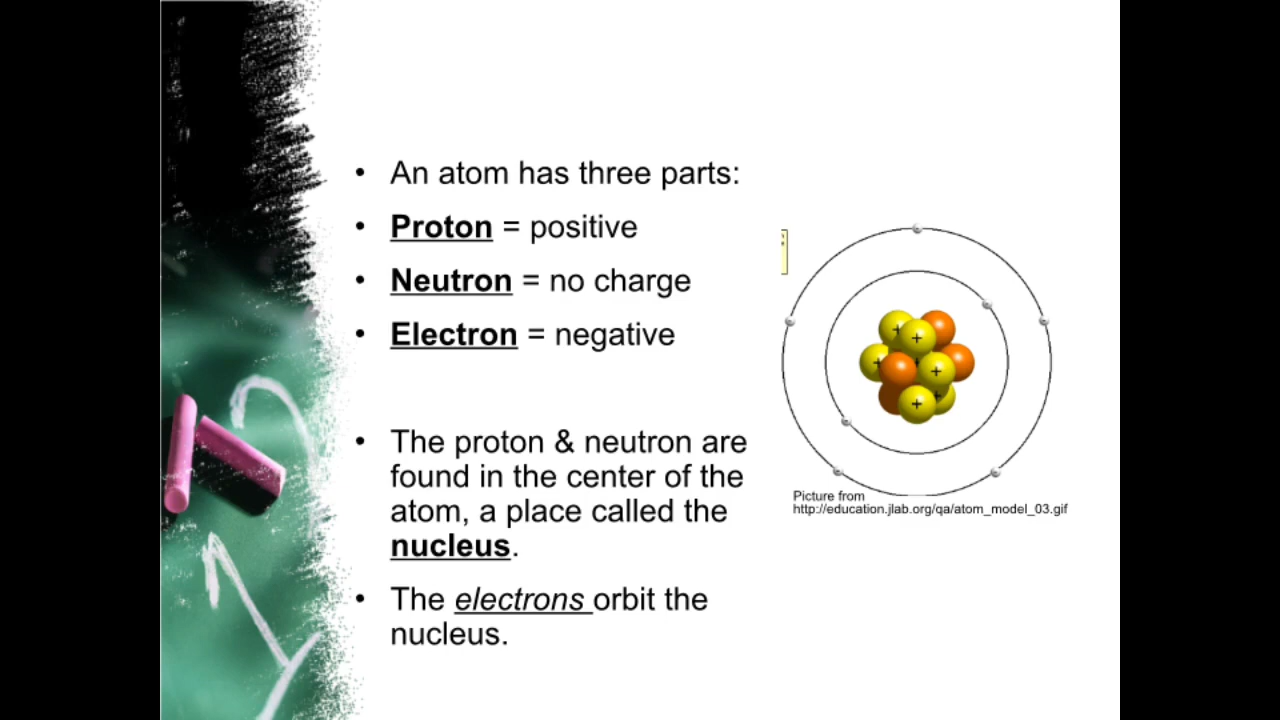 • An atom has three parts:
• Proton = positive
• Neutron = no charge
• Electron = negative
• The proton & neutron are
found in the center of the
atom, a place called the
nucleus.
• The electrons orbit the
nucleus.
+
+
+
+
+
+
Picture from
http://education.jlab.org/qa/atom_model_03.gif